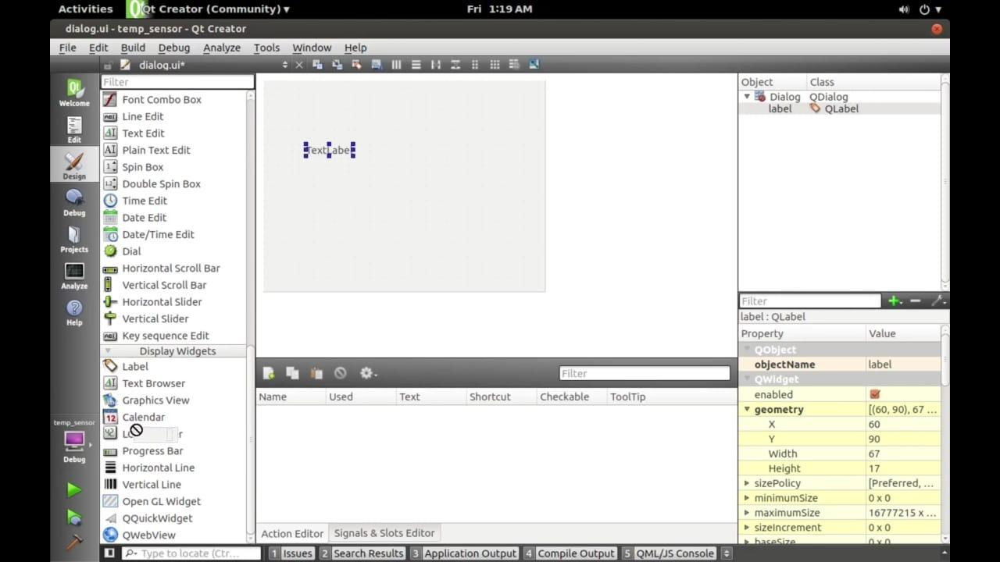 Activities Qt Creator (Community) ▾ Fri 1:19 AM
dialog.ui - temp_sensor - Qt Creator
File Edit Build Debug Analyze Tools Window Help
dialog.ui*
Filter
Object Class
Dialog QDialog
label QLabel
Welcome
Edit
Design
Debug
Projects
Analyze
Help
temp_sensor
Debug
Font Combo Box
Line Edit
Text Edit
Plain Text Edit
Spin Box
Double Spin Box
Time Edit
Date Edit
Date/Time Edit
Dial
Horizontal Scroll Bar
Vertical Scroll Bar
Horizontal Slider
Vertical Slider
Key sequence Edit
Display Widgets
Label
Text Browser
Graphics View
12 Calendar
Progress Bar
Horizontal Line
Vertical Line
Open GL Widget
QQuickWidget
QWebView
TextLabe
Filter
Name Used Text Shortcut Checkable ToolTip
Action Editor Signals & Slots Editor
Filter
label : QLabel
Property Value
QObject
objectName label
QWidget
enabled
geometry [(60, 90), 67 ...
X 60
Y 90
Width 67
Height 17
sizePolicy [Preferred, ...
minimumSize 0 x 0
maximumSize 16777215 x ...
sizeIncrement 0 x 0
baseSize 0 x 0
Type to locate (Ctr... 1 Issues 2 Search Results 3 Application Output 4 Compile Output 5 QML/JS Console